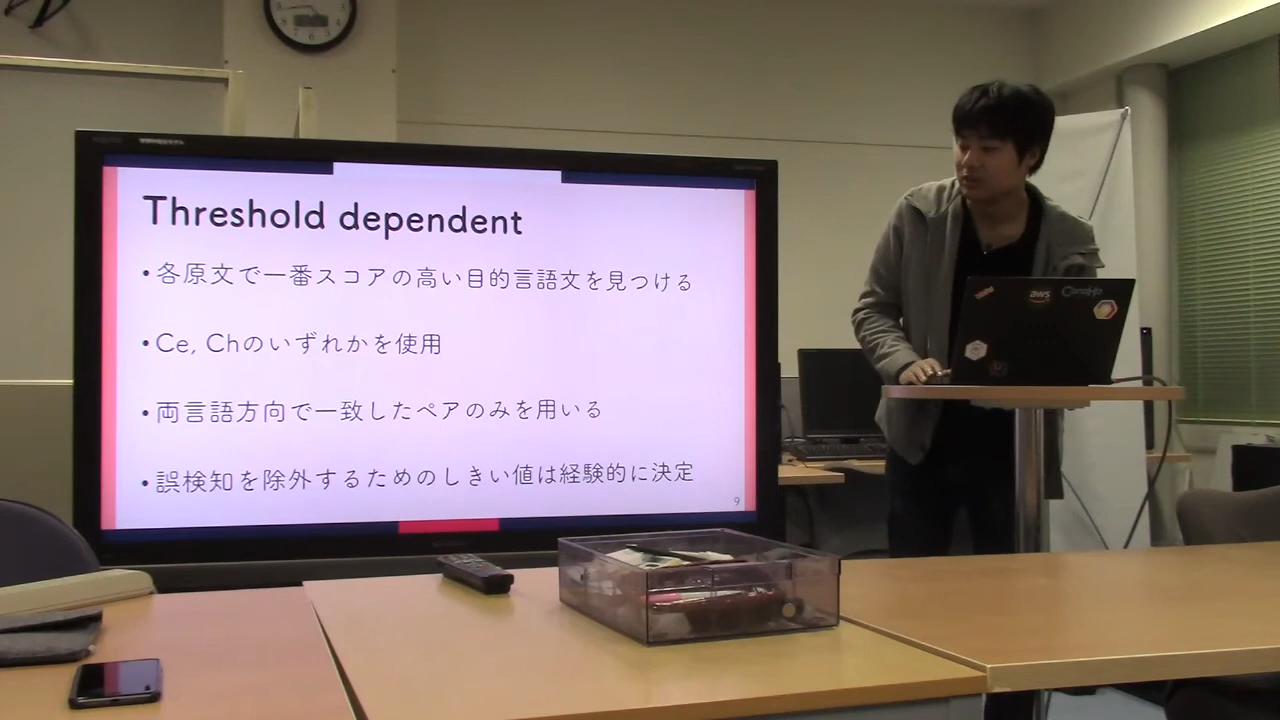 Threshold dependent
•各原文で一番スコアの高い目的言語文を見つける
•Ce, Chのいずれかを使用
•両言語方向で一致したペアのみを用いる
•誤検知を除外するためのしきい値は経験的に決定
9
aws
ConoHa